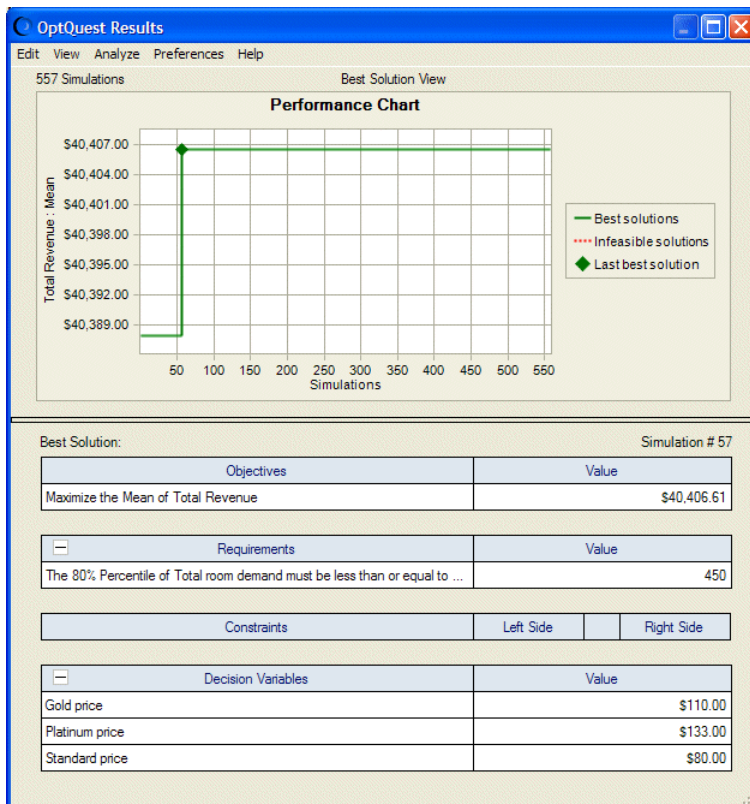 OptQuest Results
Edit View Analyze Preferences Help
557 Simulations Best Solution View
Performance Chart
$40,407.00
$40,404.00
$40,401.00
$40,398.00
$40,395.00
$40,392.00
$40,389.00
Total Revenue : Mean
50 100 150 200 250 300 350 400 450 500 550
Simulations
Best solutions
Infeasible solutions
Last best solution
Best Solution: Simulation # 57
Objectives Value
Maximize the Mean of Total Revenue $40,406.61
Requirements Value
The 80% Percentile of Total room demand must be less than or equal to ... 450
Constraints Left Side Right Side
Decision Variables Value
Gold price $110.00
Platinum price $133.00
Standard price $80.00